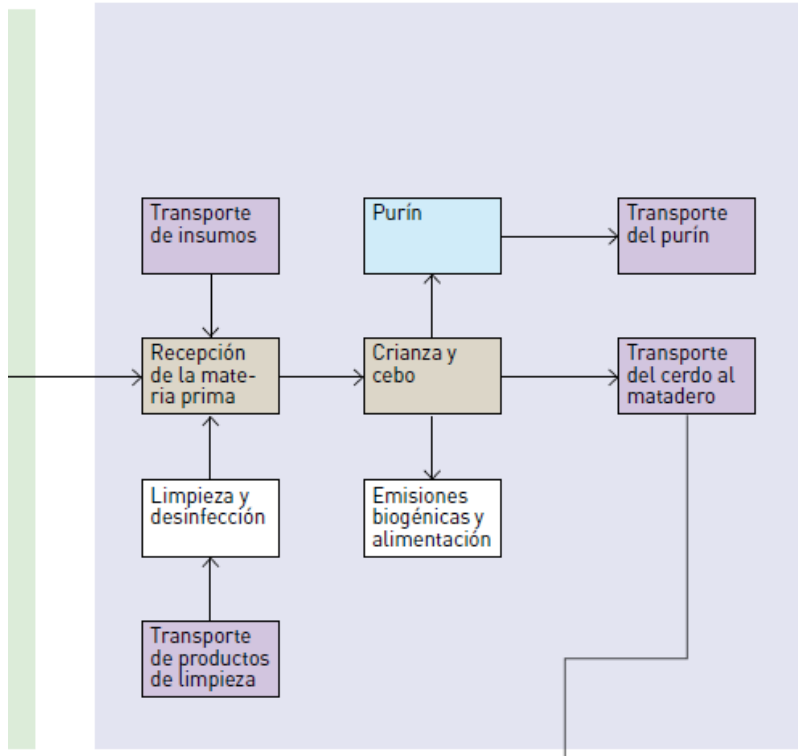 Transporte
de insumos
Purín
Transporte
del purín
Recepción
de la mate-
ria prima
Crianza y
cebo
Transporte
del cerdo al
matadero
Limpieza y
desinfección
Emisiones
biogénicas y
alimentación
Transporte
de productos
de limpieza